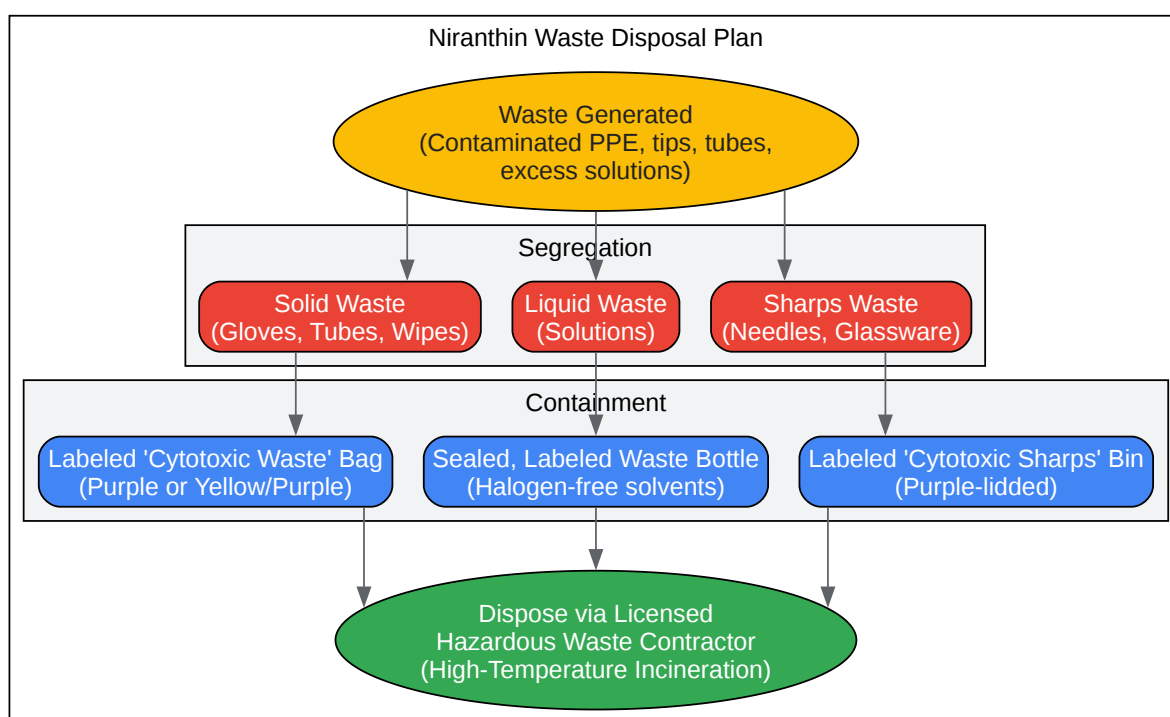 Niranthin Waste Disposal Plan
Waste Generated
(Contaminated PPE, tips, tubes,
excess solutions)
Segregation
Solid Waste
(Gloves, Tubes, Wipes)
Liquid Waste
(Solutions)
Sharps Waste
(Needles, Glassware)
Containment
Labeled 'Cytotoxic Waste' Bag
(Purple or Yellow/Purple)
Sealed, Labeled Waste Bottle
(Halogen-free solvents)
Labeled 'Cytotoxic Sharps' Bin
(Purple-lidded)
Dispose via Licensed
Hazardous Waste Contractor
(High-Temperature Incineration)